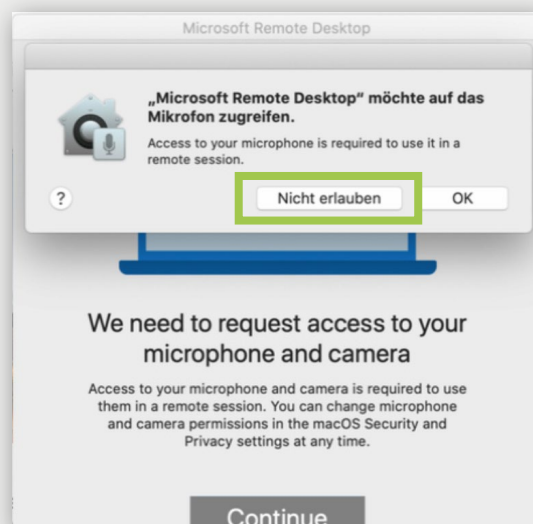 Microsoft Remote Desktop
„Microsoft Remote Desktop“ möchte auf das
Mikrofon zugreifen.
Access to your microphone is required to use it in a
remote session.
?
Nicht erlauben
OK
We need to request access to your
microphone and camera
Access to your microphone and camera is required to use
them in a remote session. You can change microphone
and camera permissions in the macOS Security and
Privacy settings at any time.
Continue